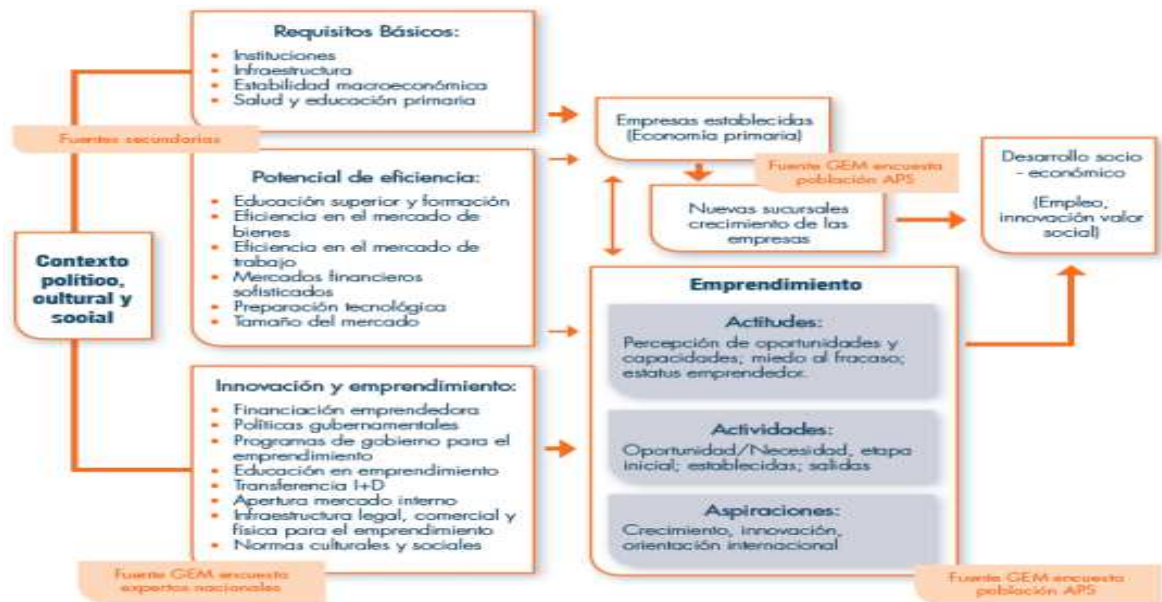 Requisitos Básicos:
• Instituciones
• Infraestructura
• Estabilidad macroeconómica
• Salud y educación primaria
Fuentes secundarias
Potencial de eficiencia:
• Educación superior y formación
• Eficiencia en el mercado de
bienes
• Eficiencia en el mercado de
trabajo
• Mercados financieros
sofisticados
• Preparación tecnológica
• Tamaño del mercado
Contexto
político,
cultural y
social
Innovación y emprendimiento:
• Financiación emprendedora
• Políticas gubernamentales
• Programas de gobierno para el
emprendimiento
• Educación en emprendimiento
• Transferencia I+D
• Apertura mercado interno
• Infraestructura legal, comercial y
física para el emprendimiento
• Normas culturales y sociales
Fuente GEM encuesta
expertos nacionales
Empresas establecidas
(Economía primaria)
Fuente GEM encuesta
población APS
Nuevas sucursales
crecimiento de las
empresas
Desarrollo socio
- económico
(Empleo,
innovación valor
social)
Emprendimiento
Actitudes:
Percepción de oportunidades y
capacidades; miedo al fracaso;
estatus emprendedor.
Actividades:
Oportunidad/Necesidad, etapa
inicial; establecidas; salidas
Aspiraciones:
Crecimiento, innovación,
orientación internacional
Fuente GEM encuesta
población APS